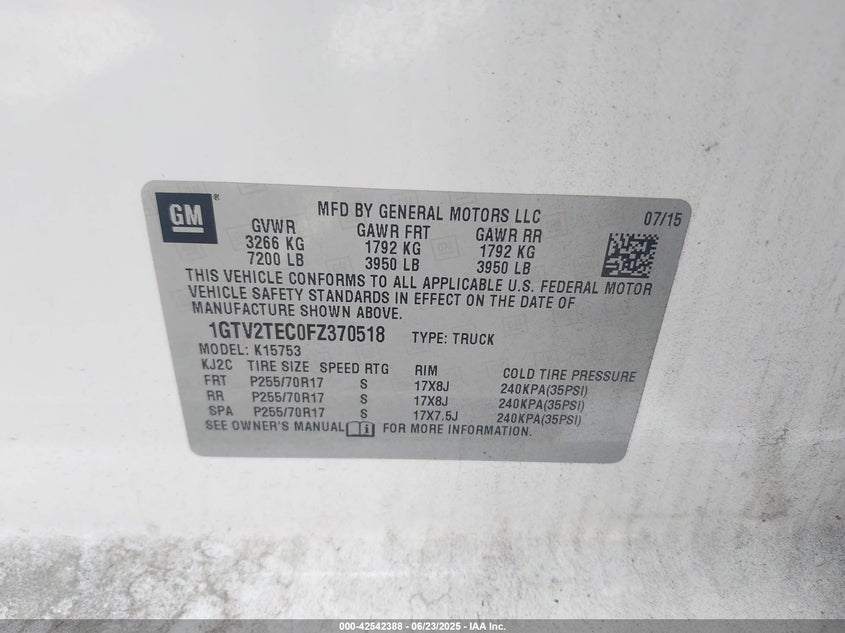 GM
MFD BY GENERAL MOTORS LLC 07/15
GVWR GAWR FRT GAWR RR
3266 KG 1792 KG 1792 KG
7200 LB 3950 LB 3950 LB
THIS VEHICLE CONFORMS TO ALL APPLICABLE U.S. FEDERAL MOTOR
VEHICLE SAFETY STANDARDS IN EFFECT ON THE DATE OF
MANUFACTURE SHOWN ABOVE.
1GTV2TEC0FZ370518 TYPE: TRUCK
MODEL: K15753
KJ2C TIRE SIZE SPEED RTG RIM COLD TIRE PRESSURE
FRT P255/70R17 S 17X8J 240KPA(35PSI)
RR P255/70R17 S 17X8J 240KPA(35PSI)
SPA P255/70R17 S 17X7.5J 240KPA(35PSI)
SEE OWNER'S MANUAL FOR MORE INFORMATION.
000-42542388 - 06/23/2025 - IAA Inc.